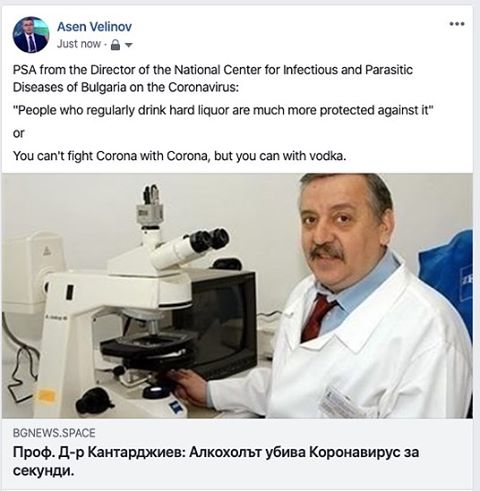 Asen Velinov
Just now ·
PSA from the Director of the National Center for Infectious and Parasitic
Diseases of Bulgaria on the Coronavirus:
"People who regularly drink hard liquor are much more protected against it"
or
You can't fight Corona with Corona, but you can with vodka.
BGNEWS.SPACE
Проф. Д-р Кантарджиев: Алкохолът убива Коронавирус за
секунди.